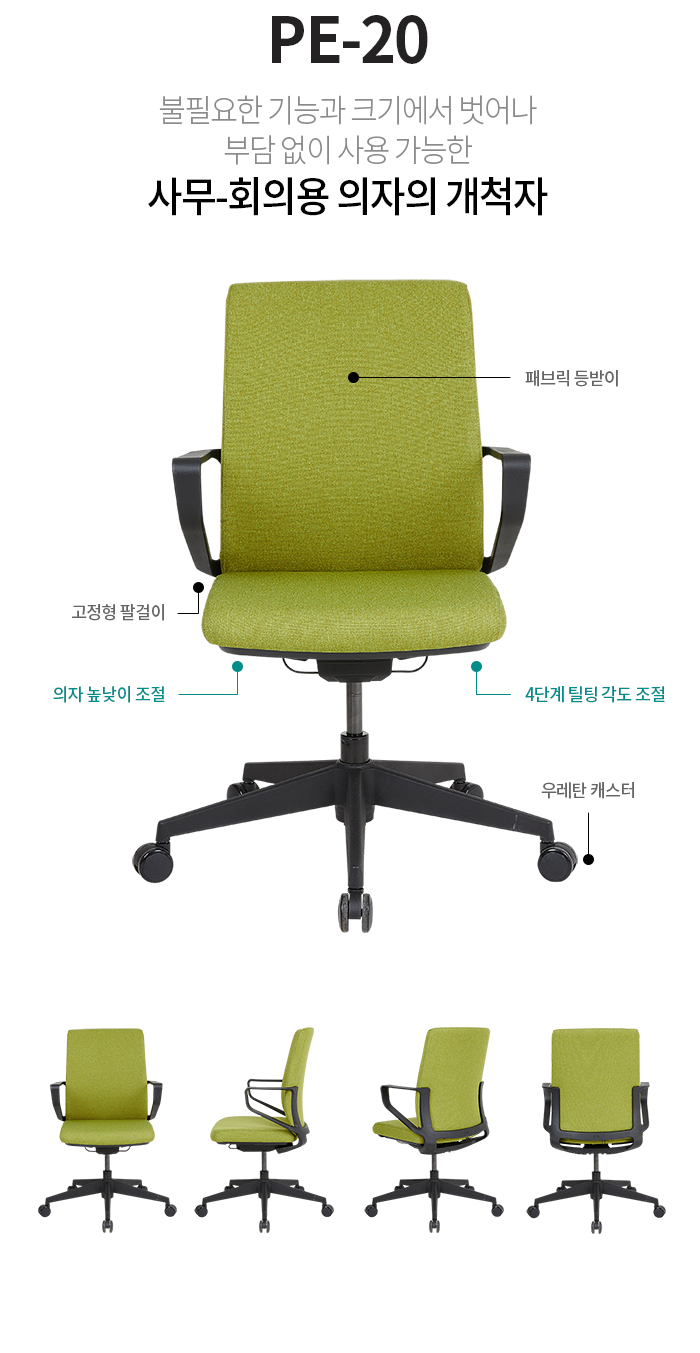 PE-20
불필요한 기능과 크기에서 벗어나
부담 없이 사용 가능한
사무-회의용 의자의 개척자
패브릭 등받이
고정형 팔걸이
의자 높낮이 조절
4단계 틸팅 각도 조절
우레탄 캐스터